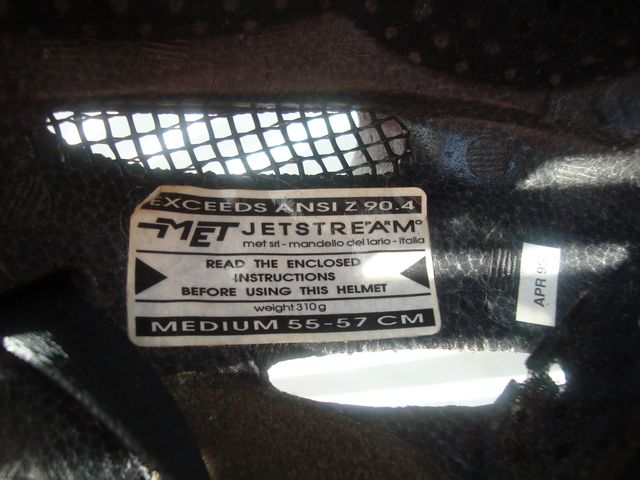 EXCEEDS ANSI Z 90.4
MET JETSTREAM
met srl - mandello del lario - italia
READ THE ENCLOSED
INSTRUCTIONS
BEFORE USING THIS HELMET
weight 310 g
MEDIUM 55-57 CM
APR 95